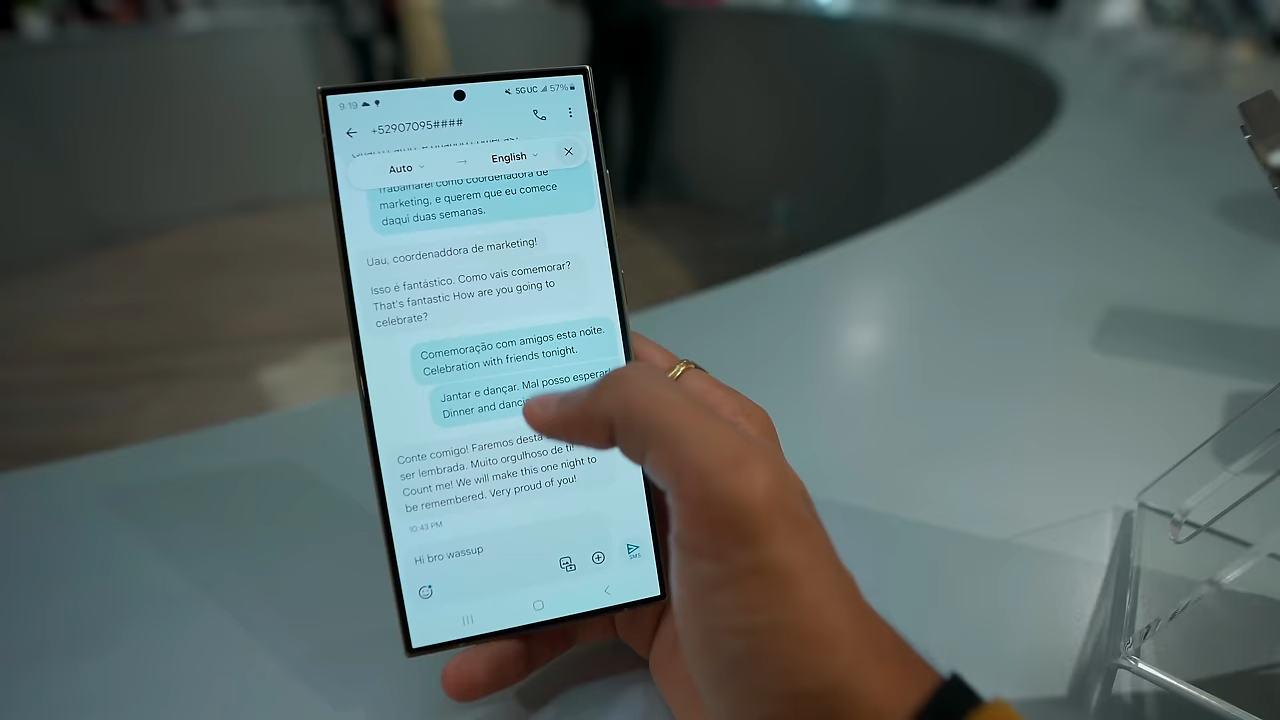 9:19
5G UC 57%
+52907095####
Auto → English
Trabalharei como coordenadora de
marketing, e querem que eu comece
daqui duas semanas.
Uau, coordenaddora de marketing!
Isso é fantástico. Como vais comemorar?
That's fantastic How are you going to
celebrate?
Comemoração com amigos esta noite.
Celebration with friends tonight.
Jantar e dançar. Mal posso esperar!
Dinner and
Conte comigo! Faremos desta
ser lembrada. Muito orgulhoso de ti!
Count me! We will make this one night to
be remembered. Very proud of you!
10:43 PM
Hi bro wassup
SMS